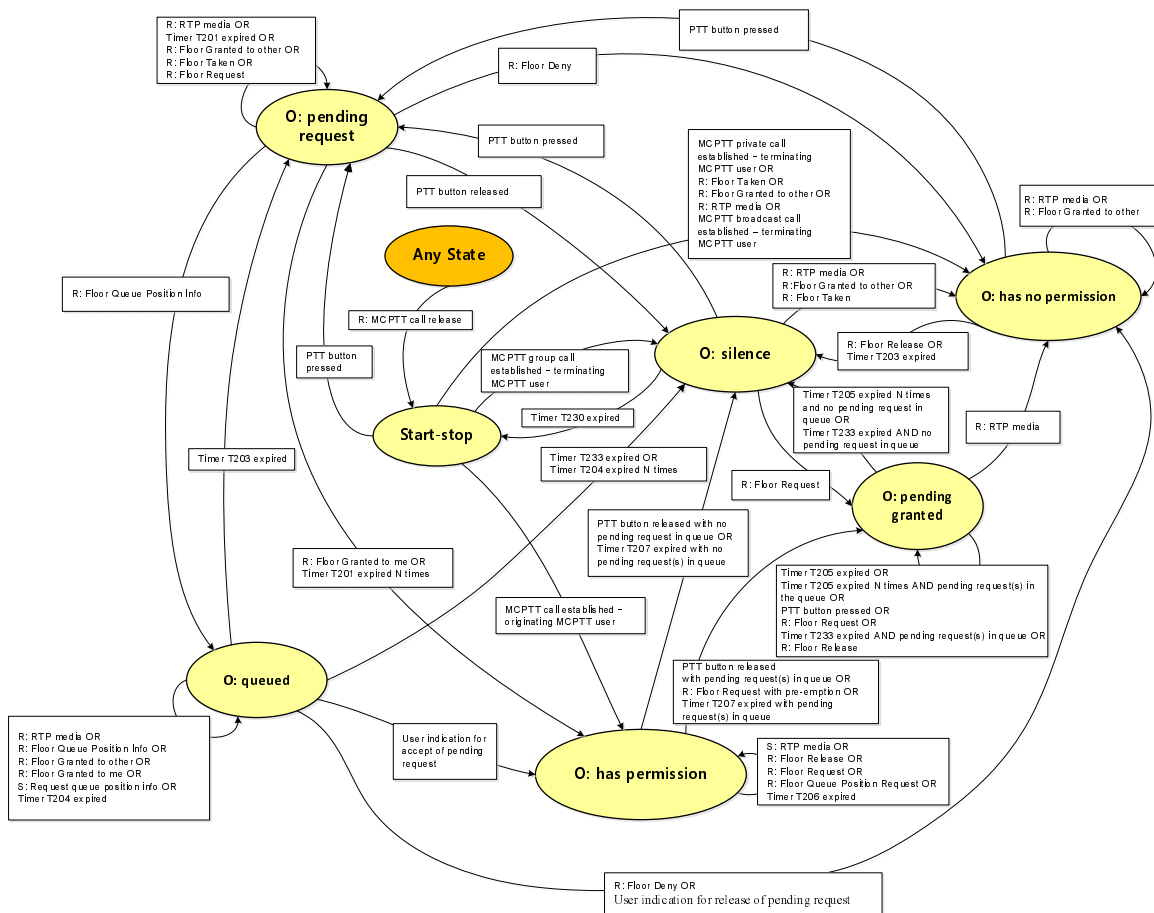 R: RTP media OR
Timer T201 expired OR
R: Floor Granted to other OR
R: Floor Taken OR
R: Floor Request
PTT button pressed
R: Floor Deny
O: pending
request
PTT button pressed
MCPTT private call
established – terminating
MCPTT user OR
R: Floor Taken OR
R: Floor Granted to other OR
R: RTP media OR
MCPTT broadcast call
established – terminating
MCPTT user
PTT button released
R: RTP media OR
R: Floor Granted to other
Any State
R: RTP media OR
R:Floor Granted to other OR
R: Floor Taken
O: has no permission
R: Floor Queue Position Info
R: MCPTT call release
PTT button
pressed
MCPTT group call
established – terminating
MCPTT user
O: silence
R: Floor Release OR
Timer T203 expired
Timer T230 expired
Timer T205 expired N times
and no pending request in
queue OR
Timer T233 expired AND no
pending request in queue
R: RTP media
Start-stop
Timer T203 expired
Timer T233 expired OR
Timer T204 expired N times
R: Floor Request
O: pending
granted
PTT button released with no
pending request in queue OR
Timer T207 expired with no
pending request(s) in queue
R: Floor Granted to me OR
Timer T201 expired N times
Timer T205 expired OR
Timer T205 expired N times AND pending request(s) in
the queue OR
PTT button pressed OR
R: Floor Request OR
Timer T233 expired AND pending request(s) in queue OR
R: Floor Release
MCPTT call established –
originating MCPTT user
O: queued
PTT button released
with pending request(s) in queue OR
R: Floor Request with pre-emption OR
Timer T207 expired with pending
request(s) in queue
R: RTP media OR
R: Floor Queue Position Info OR
R: Floor Granted to other OR
R: Floor Granted to me OR
S: Request queue position info OR
Timer T204 expired
User indication for
accept of pending
request
O: has permission
S: RTP media OR
R: Floor Release OR
R: Floor Request OR
R: Floor Queue Position Request OR
Timer T206 expired
R: Floor Deny OR
User indication for release of pending request